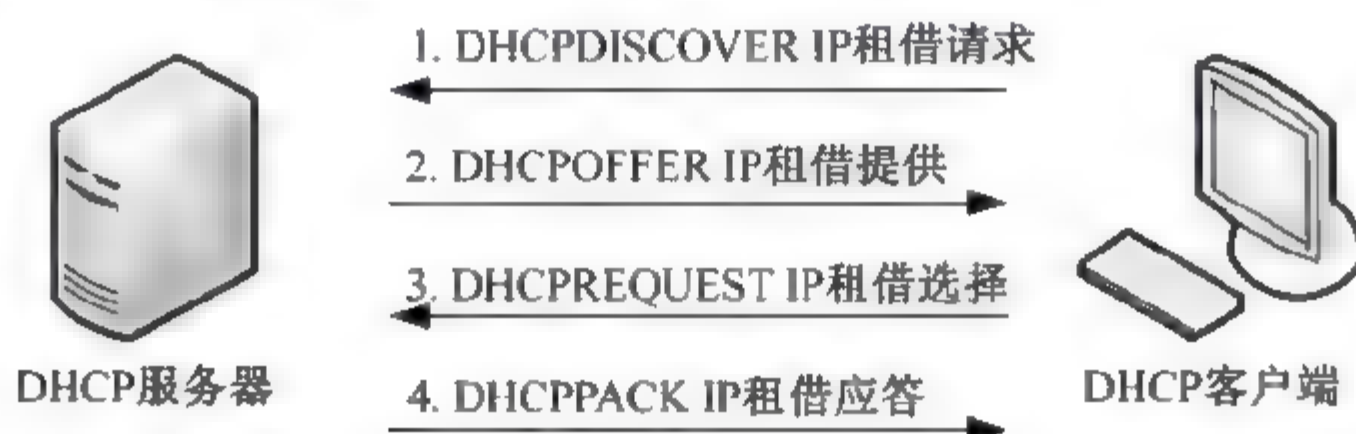 1. DHCPDISCOVER IP租借请求
2. DHCPOFFER IP租借提供
3. DHCPREQUEST IP租借选择
DHCP服务器
4. DHCPPACK IP租借应答
DHCP客户端